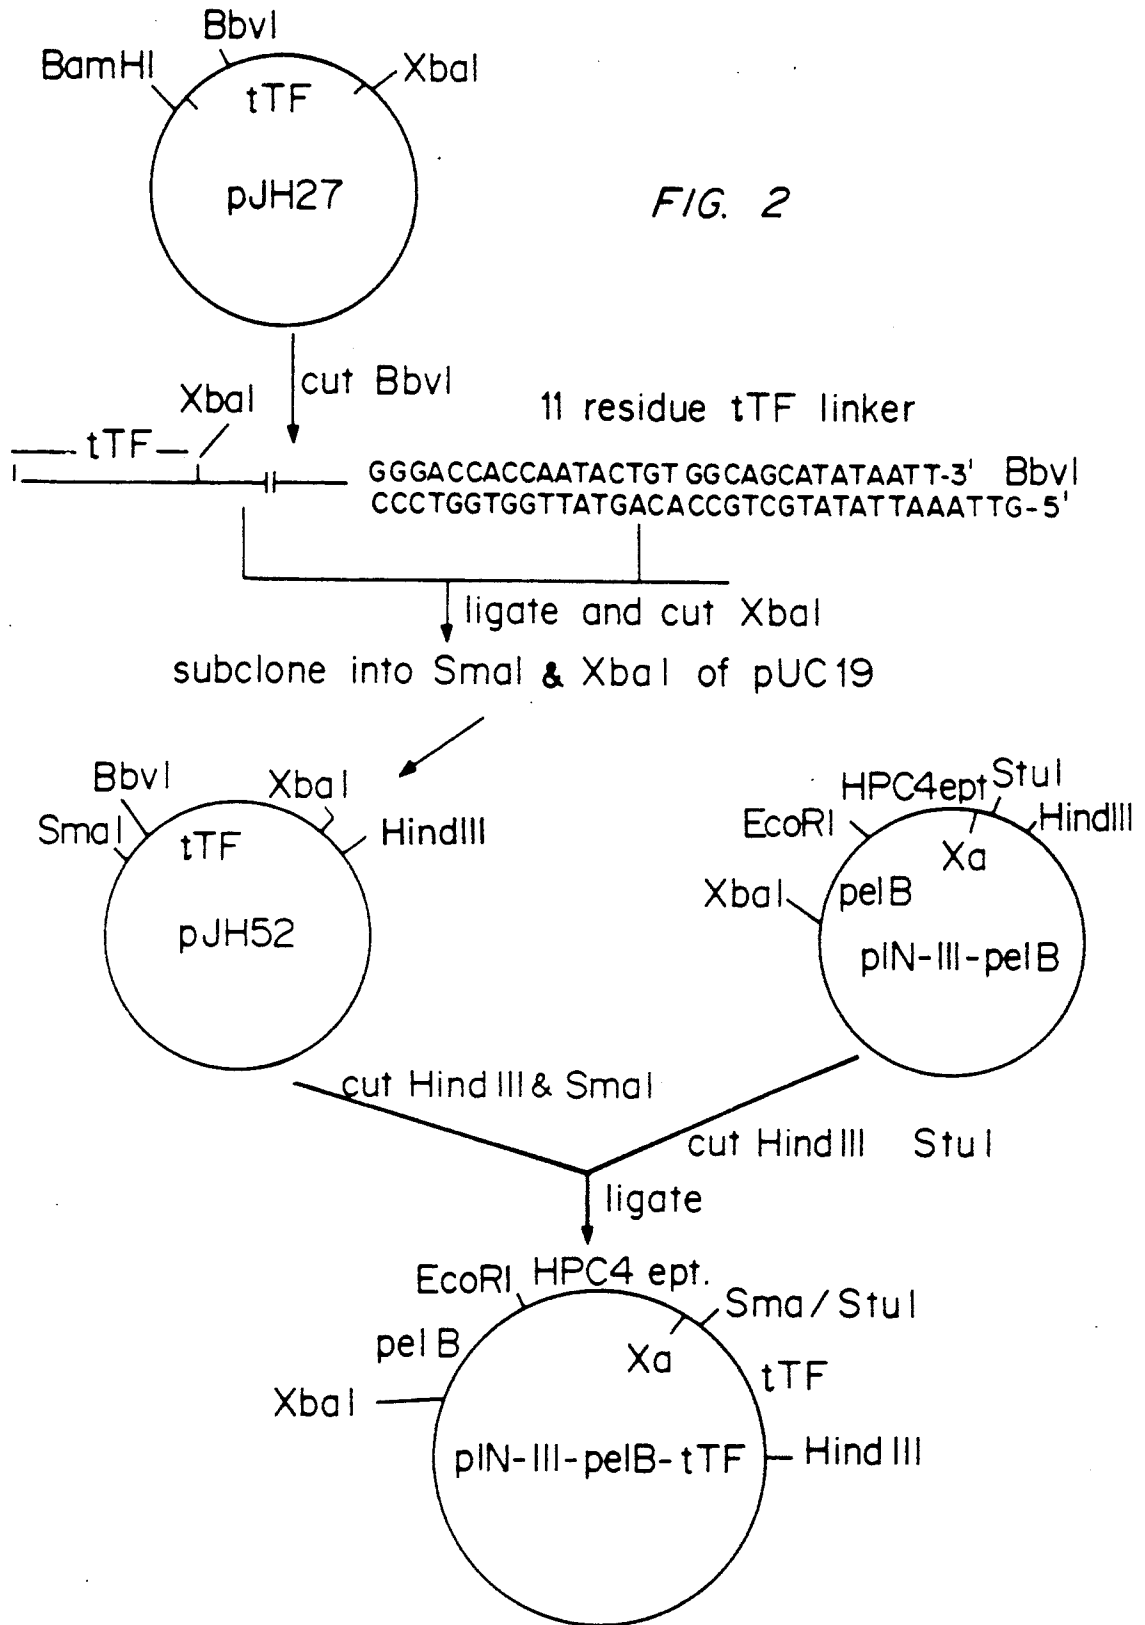 BbvI
BamHI
XbaI
tTF
pJH27
FIG. 2
cut BbvI
XbaI
11 residue tTF linker
tTF
GGGACCACCAATACTGT GGCAGCATATAATT-3' BbvI
CCCTGGTGGTTATGACACCGTCGTATATTAAATTG-5'
ligate and cut XbaI
subclone into SmaI & XbaI of pUC19
BbvI
XbaI
SmaI
tTF
HindIII
pJH52
HPC4ept
StuI
EcoRI
HindIII
Xa
XbaI
pelB
pIN-III-pelB
cut HindIII & SmaI
cut HindIII StuI
ligate
EcoRI
HPC4 ept.
Sma/StuI
pelB
Xa
tTF
XbaI
pIN-III-pelB-tTF
HindIII